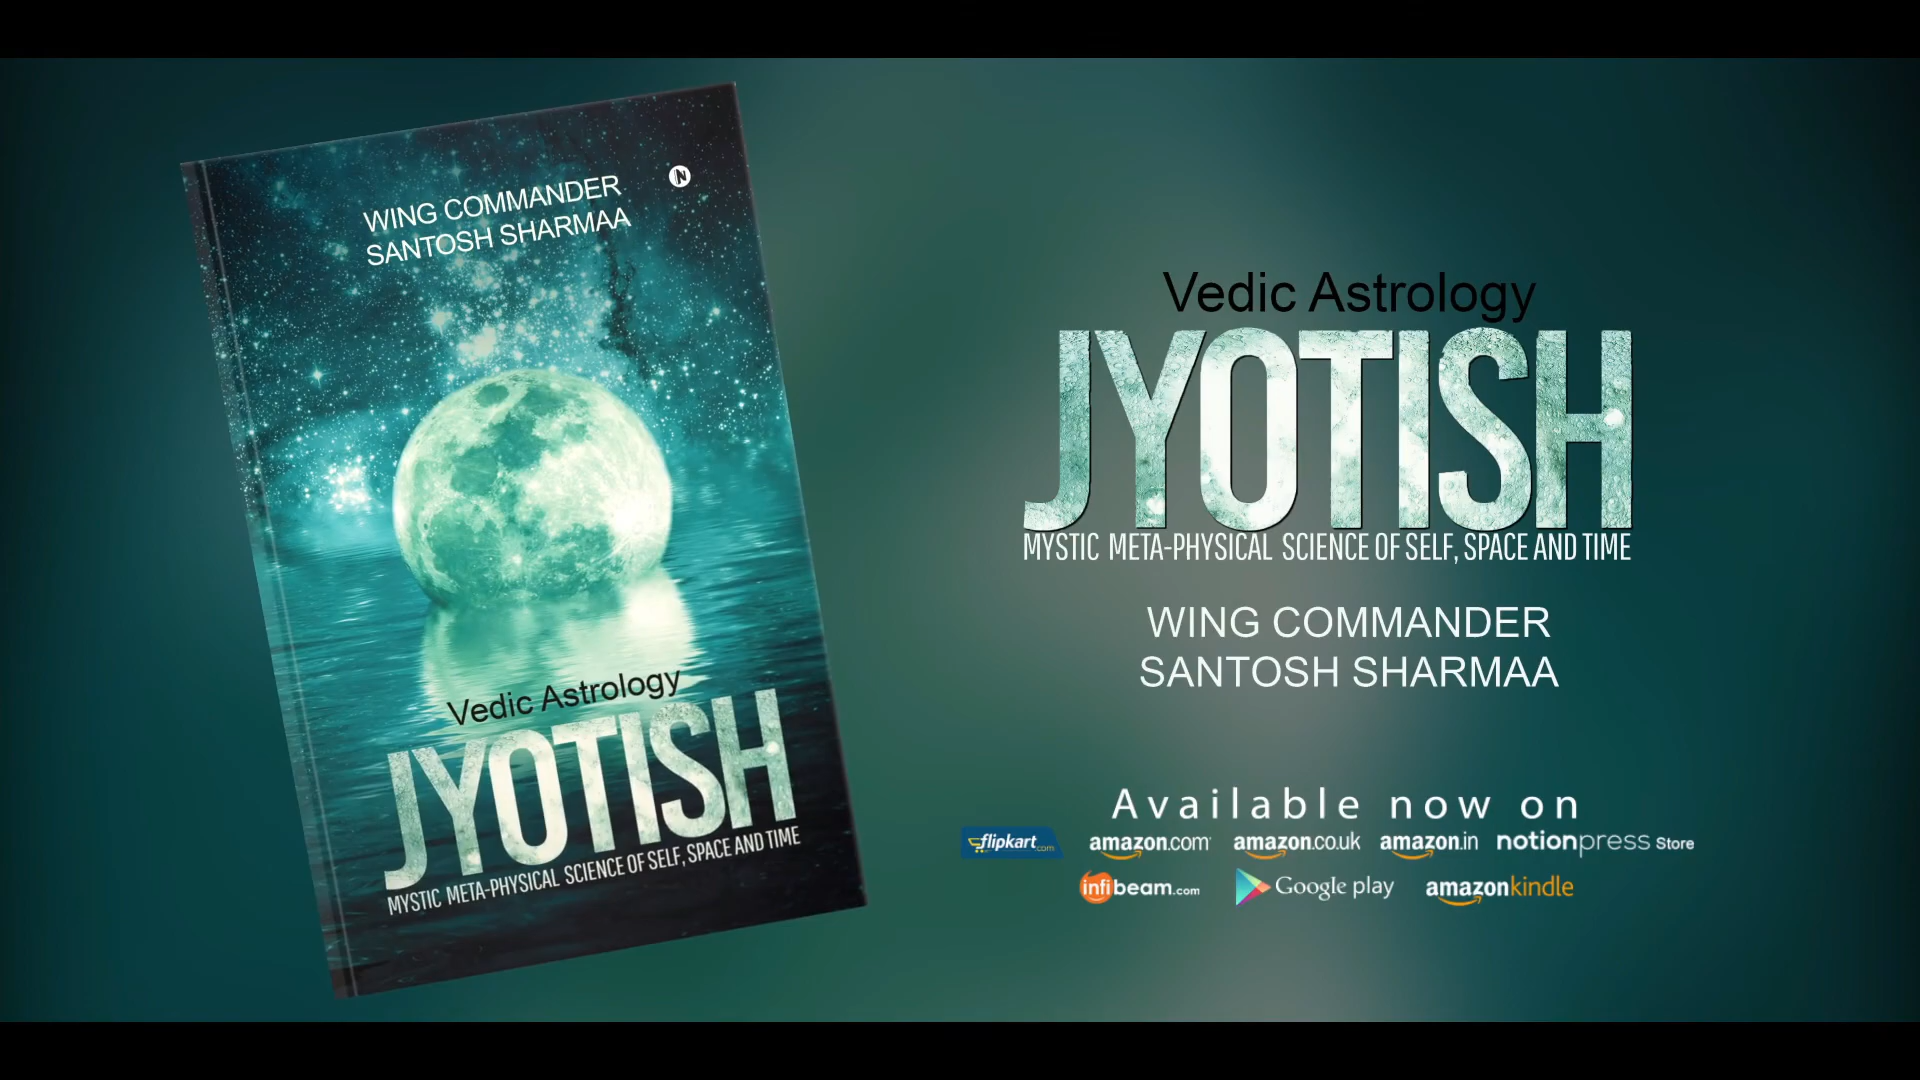 WING COMMANDER
SANTOSH SHARMAA
N
Vedic Astrology
JYOTISH
MYSTIC META-PHYSICAL SCIENCE OF SELF, SPACE AND TIME
Vedic Astrology
JYOTISH
MYSTIC META-PHYSICAL SCIENCE OF SELF, SPACE AND TIME
WING COMMANDER
SANTOSH SHARMAA
Available now on
flipkart.com amazon.com amazon.co.uk amazon.in notionpress Store
infibeam.com Google play amazonkindle